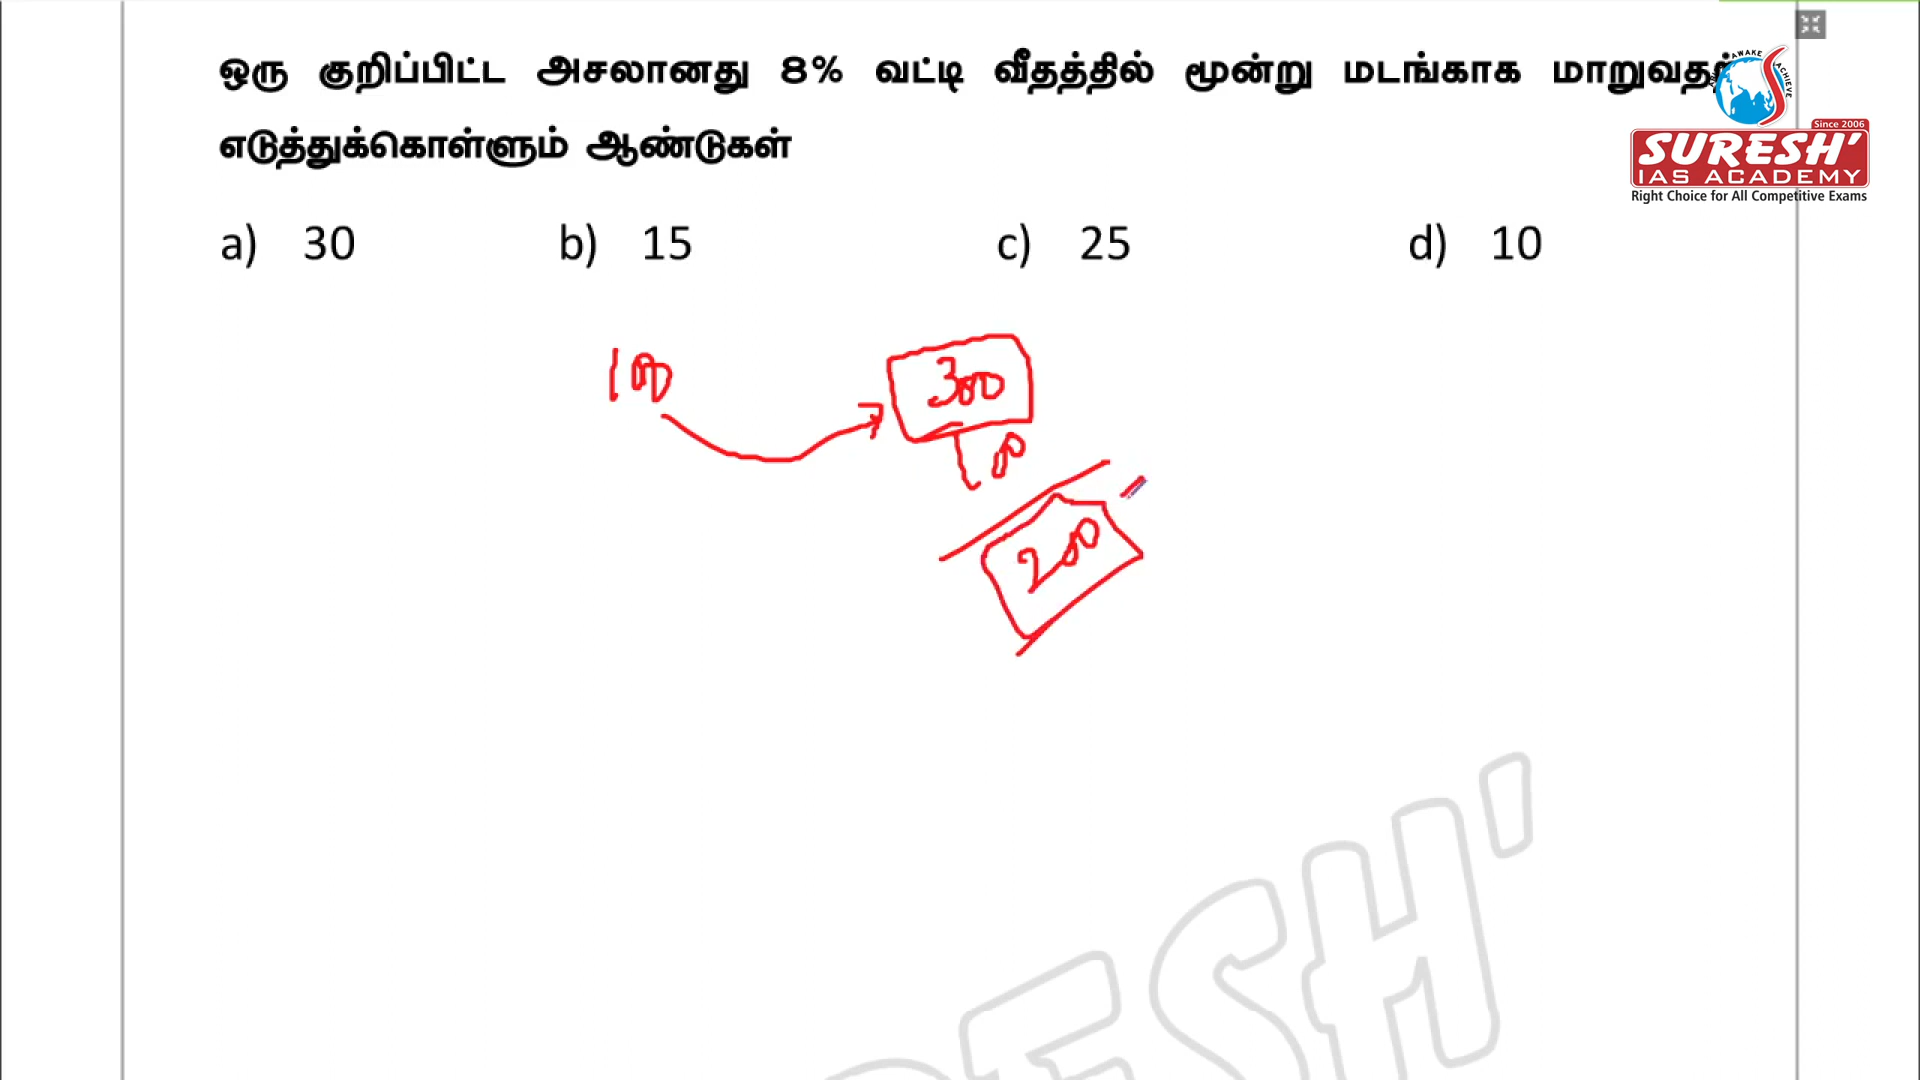 ஒரு குறிப்பிட்ட அசலானது 8% வட்டி வீதத்தில் மூன்று மடங்காக மாறுவதற்
எடுத்துக்கொள்ளும் ஆண்டுகள்
a) 30 b) 15 c) 25 d) 10
100
300
100
200
AWAKE
ACHIEVE
Since 2006
SURESH'
IAS ACADEMY
Right Choice for All Competitive Exams
ESH'